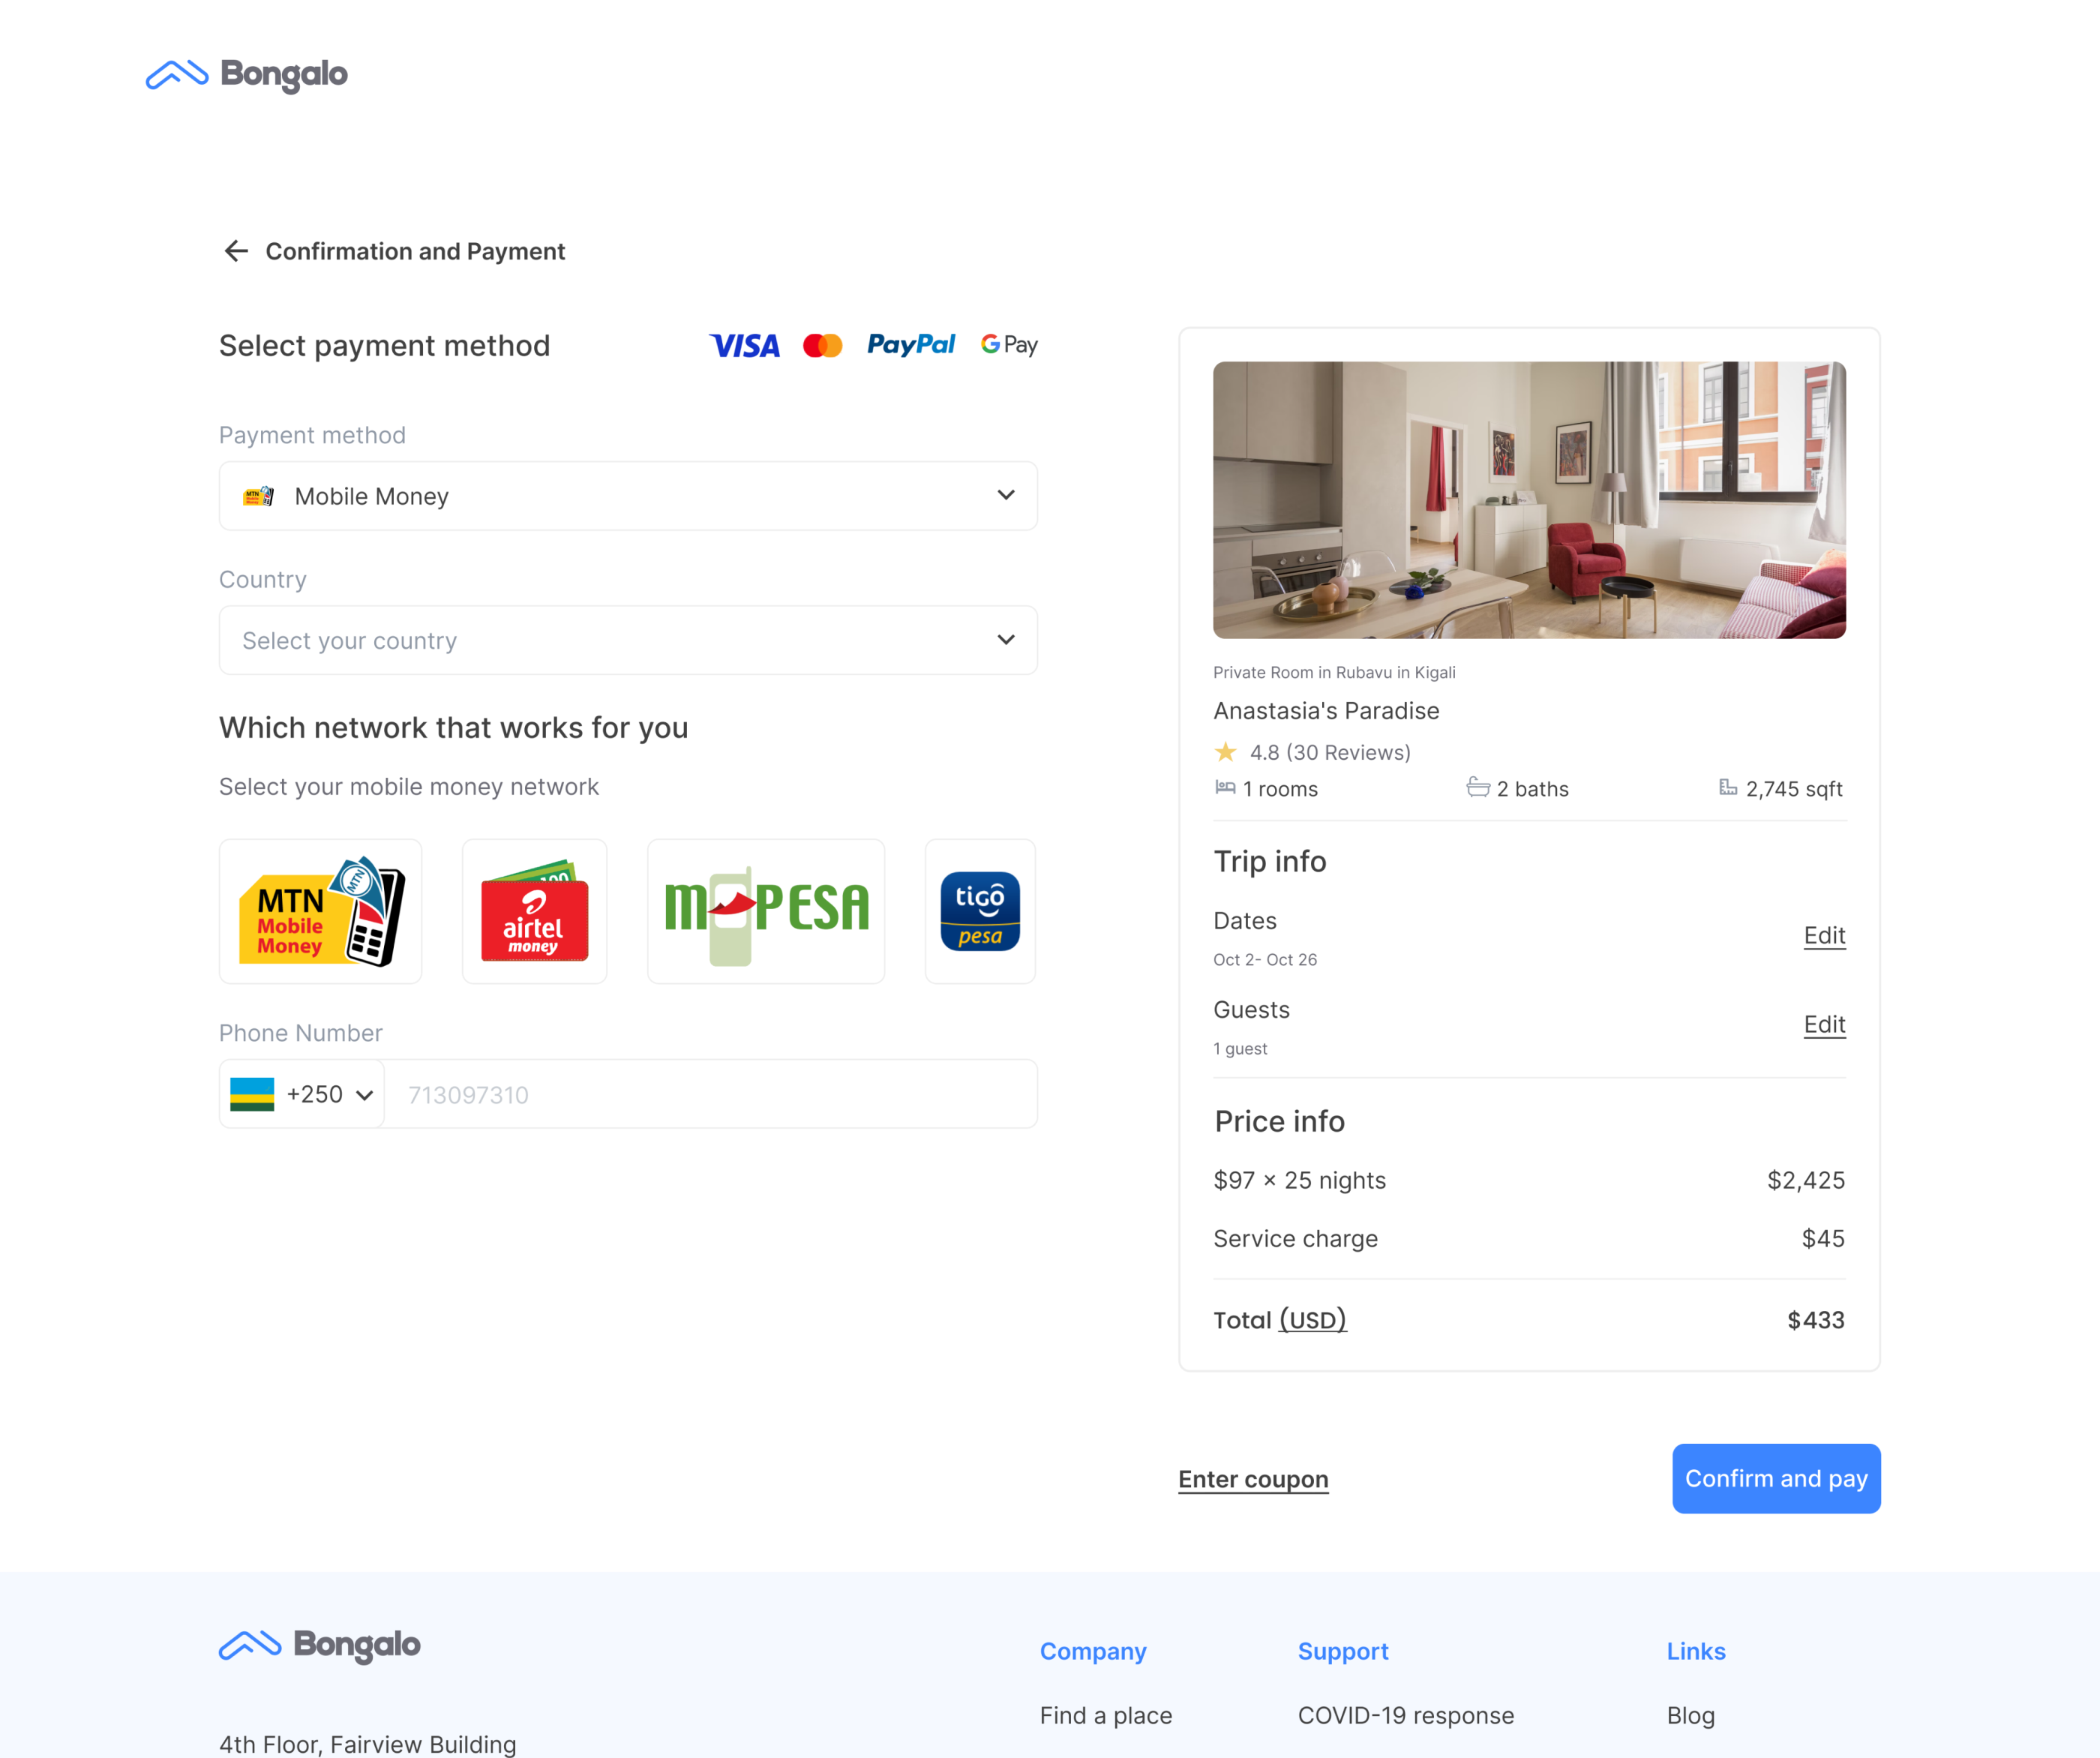 Bongalo
Confirmation and Payment
Select payment method
VISA
PayPal
G Pay
Payment method
MTN Mobile Money
Mobile Money
Country
Select your country
Which network that works for you
Select your mobile money network
MTN
Mobile
Money
MTN
100
airtel
money
m-PESA
tigo
pesa
Phone Number
+250
713097310
Private Room in Rubavu in Kigali
Anastasia's Paradise
4.8 (30 Reviews)
1 rooms
2 baths
2,745 sqft
Trip info
Dates
Edit
Oct 2- Oct 26
Guests
Edit
1 guest
Price info
$97 × 25 nights
$2,425
Service charge
$45
Total (USD)
$433
Enter coupon
Confirm and pay
Bongalo
Company
Support
Links
Find a place
COVID-19 response
Blog
4th Floor, Fairview Building